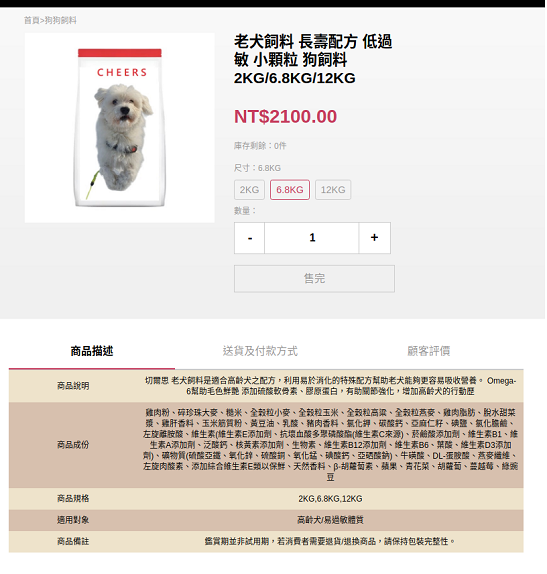 首頁>狗狗飼料
CHEERS
老犬飼料 長壽配方 低過
敏 小顆粒 狗飼料
2KG/6.8KG/12KG
NT$2100.00
庫存剩餘：0件
尺寸：6.8KG
2KG 6.8KG 12KG
數量：
- 1 +
售完
商品描述 送貨及付款方式 顧客評價
商品說明
切爾思 老犬飼料是適合高齡犬之配方，利用易於消化的特殊配方幫助老犬能夠更容易吸收營養。 Omega-
6幫助毛色鮮艷 添加硫酸軟骨素、膠原蛋白，有助關節強化，增加高齡犬的行動歷
商品成份
雞肉粉、碎珍珠大麥、糙米、全穀粒小麥、全穀粒玉米、全穀粒高粱、全穀粒燕麥、雞肉脂肪、脫水甜菜
漿、雞肝香料、玉米筋質粉、黃豆油、乳酸、豬肉香料、氯化鉀、碳酸鈣、亞麻仁籽、碘鹽、氯化膽鹼、
左旋離胺酸、維生素(維生素E添加劑、抗壞血酸多聚磷酸酯(維生素C來源)、菸鹼酸添加劑、維生素B1、維
生素A添加劑、泛酸鈣、核黃素添加劑、生物素、維生素B12添加劑、維生素B6、葉酸、維生素D3添加
劑)、礦物質(硫酸亞鐵、氧化鋅、硫酸銅、氧化錳、碘酸鈣、亞硒酸鈉)、牛磺酸、DL-蛋胺酸、燕麥纖維、
左旋肉酸素、添加綜合維生素E類以保鮮、天然香料、β-胡蘿蔔素、蘋果、青花菜、胡蘿蔔、蔓越莓、綠豌
豆
商品規格
2KG,6.8KG,12KG
適用對象
高齡犬/易過敏體質
商品備註
鑑賞期並非試用期，若消費者需要退貨/退換商品，請保持包裝完整性。